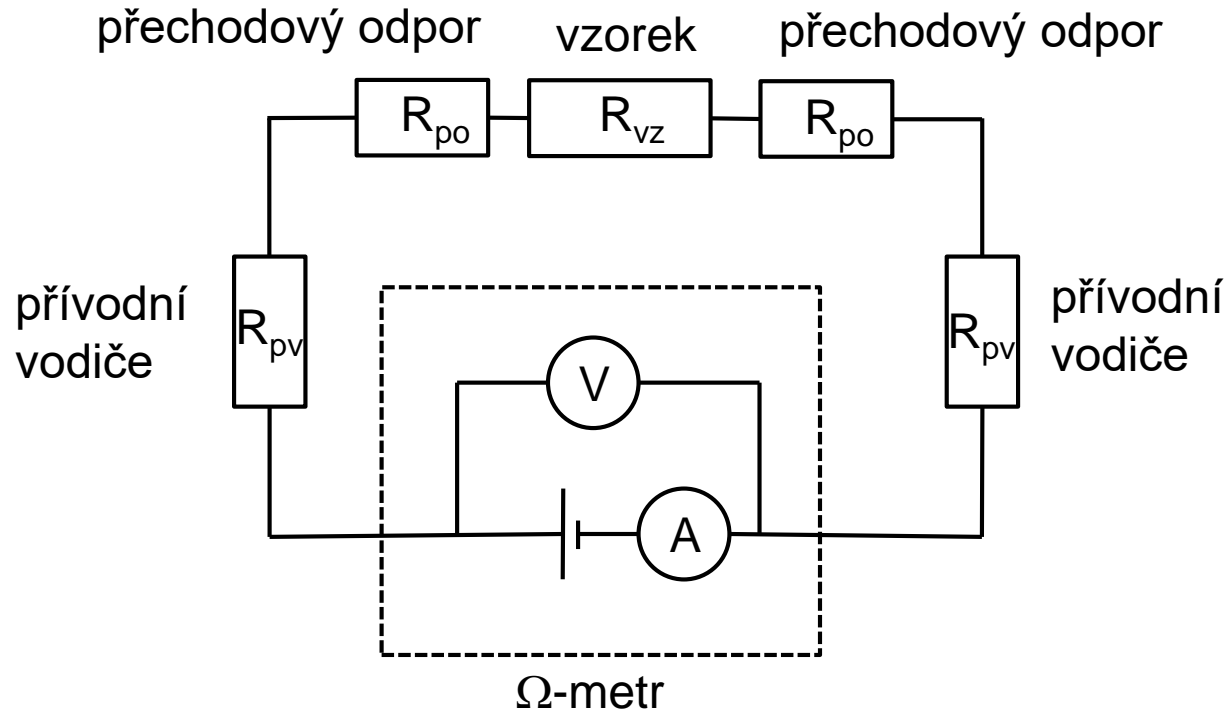 přechodový odpor vzorek přechodový odpor
Rpo Rvz Rpo
přívodní
vodiče
Rpv
V
A
Rpv
přívodní
vodiče
Ω-metr